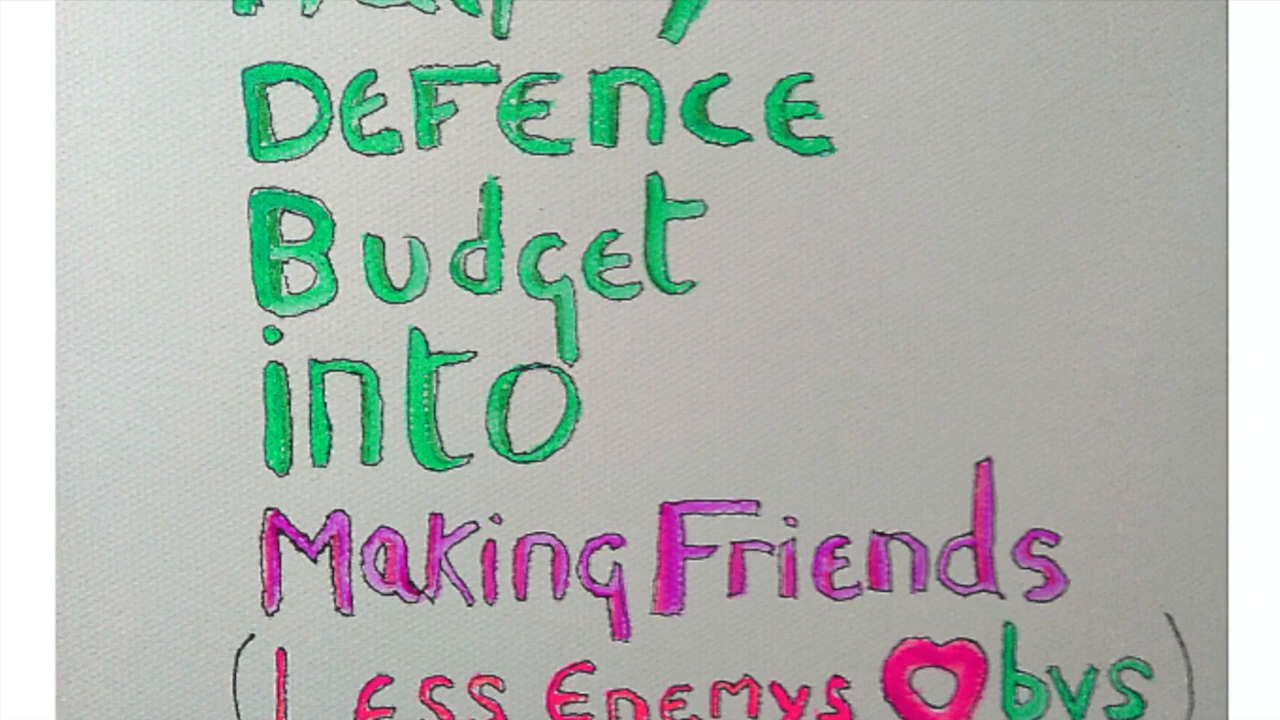 Defence
Budget
into
Making Friends
(Less Enemys Obvs)